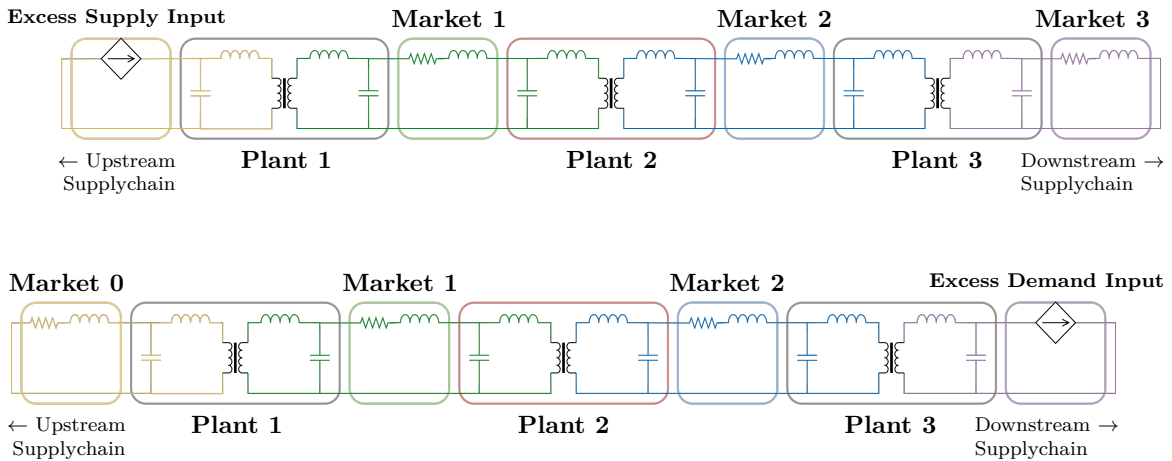 Excess Supply Input
Market 1
Market 2
Market 3
Plant 1
Plant 2
Plant 3
← Upstream
Supplychain
Downstream →
Supplychain
Market 0
Market 1
Market 2
Excess Demand Input
Plant 1
Plant 2
Plant 3
← Upstream
Supplychain
Downstream →
Supplychain